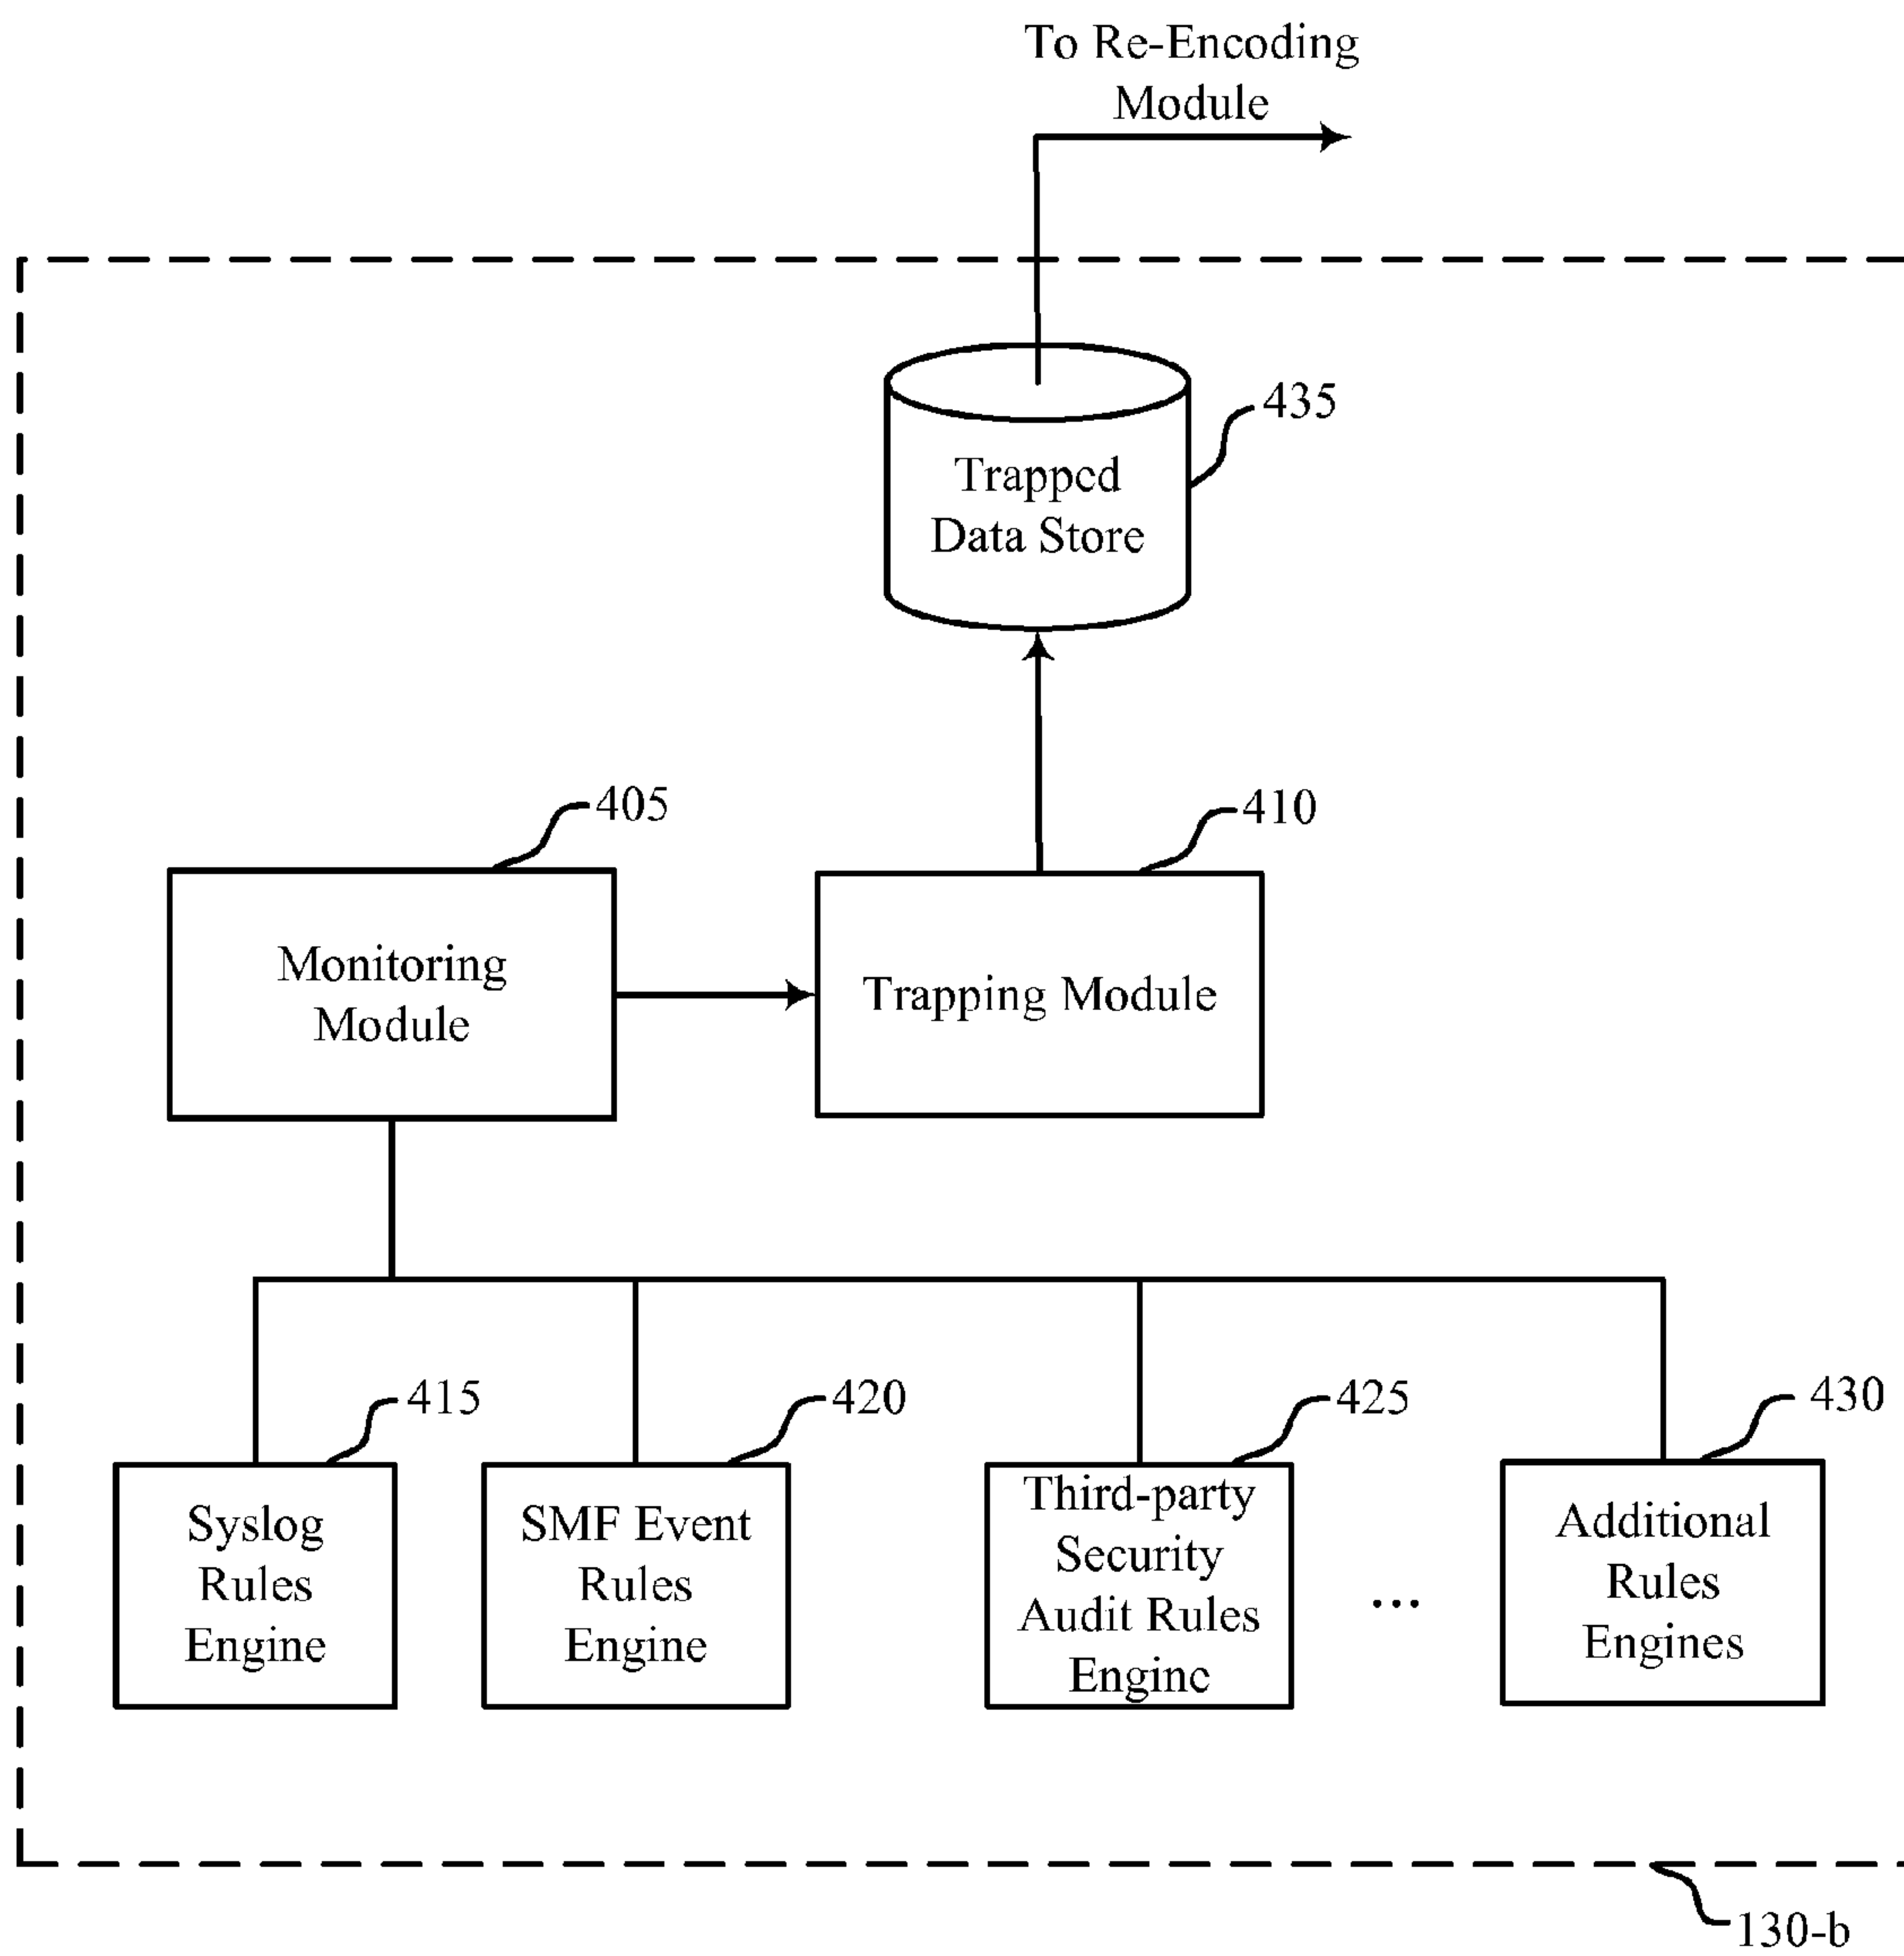 To Re-Encoding
Module
435
Trapped
Data Store
405
410
Monitoring
Module
Trapping Module
415
420
425
430
Syslog
Rules
Engine
SMF Event
Rules
Engine
Third-party
Security
Audit Rules
Engine
...
Additional
Rules
Engines
130-b